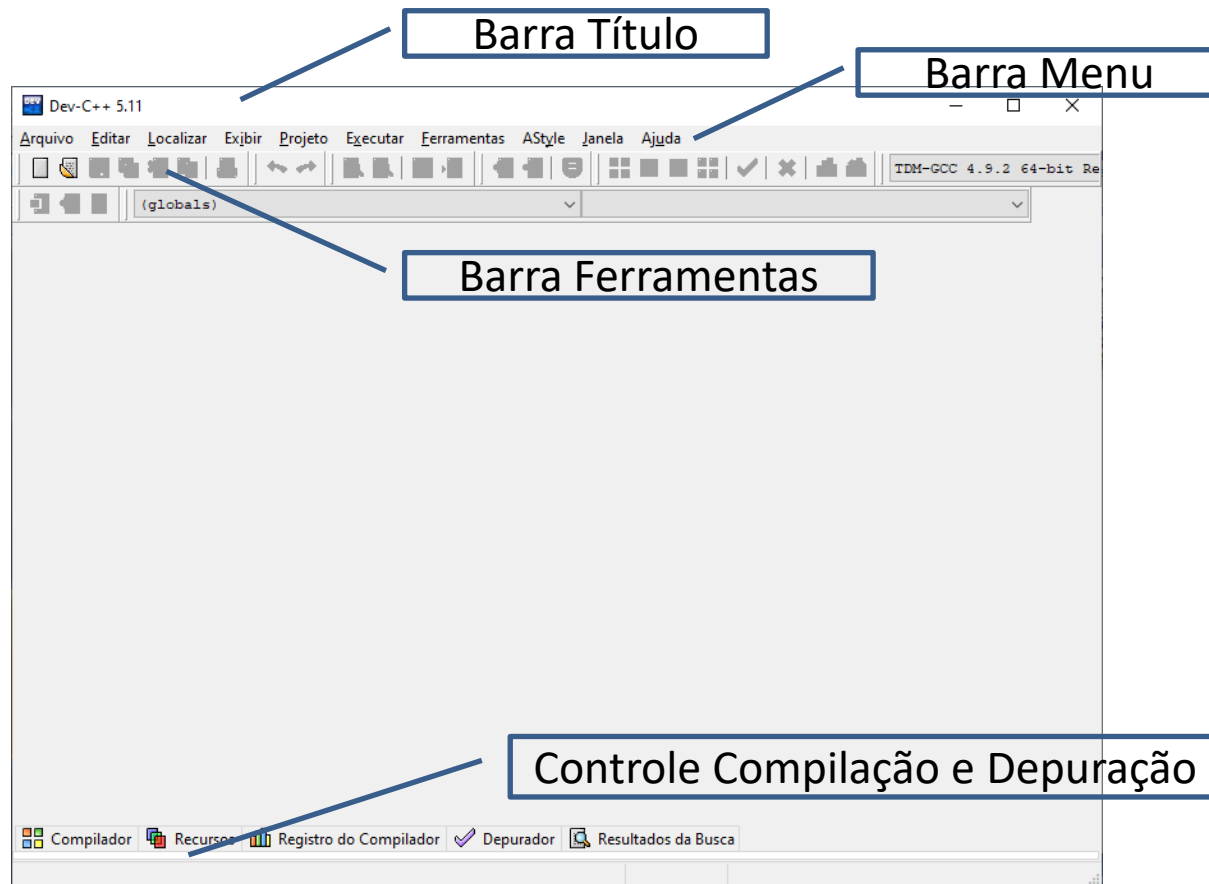 Barra Título
Barra Menu
Dev-C++ 5.11
Arquivo Editar Localizar Exibir Projeto Executar Ferramentas AStyle Janela Ajuda
TDM-GCC 4.9.2 64-bit Re
(globals)
Barra Ferramentas
Controle Compilação e Depuração
Compilador Recursos Registro do Compilador Depurador Resultados da Busca